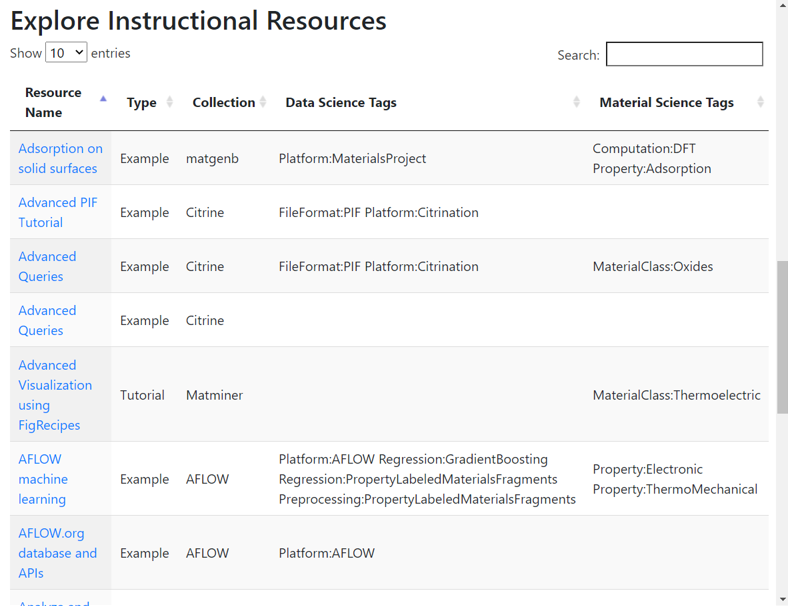 Explore Instructional Resources
Show 10 entries
Search:
Resource Name Type Collection Data Science Tags Material Science Tags
Adsorption on solid surfaces Example matgenb Platform:MaterialsProject Computation:DFT Property:Adsorption
Advanced PIF Tutorial Example Citrine FileFormat:PIF Platform:Citrination
Advanced Queries Example Citrine FileFormat:PIF Platform:Citrination MaterialClass:Oxides
Advanced Queries Example Citrine
Advanced Visualization using FigRecipes Tutorial Matminer MaterialClass:Thermoelectric
AFLOW machine learning Example AFLOW Platform:AFLOW Regression:GradientBoosting Regression:PropertyLabeledMaterialsFragments Preprocessing:PropertyLabeledMaterialsFragments Property:Electronic Property:ThermoMechanical
AFLOW.org database and APIs Example AFLOW Platform:AFLOW
Analyze and